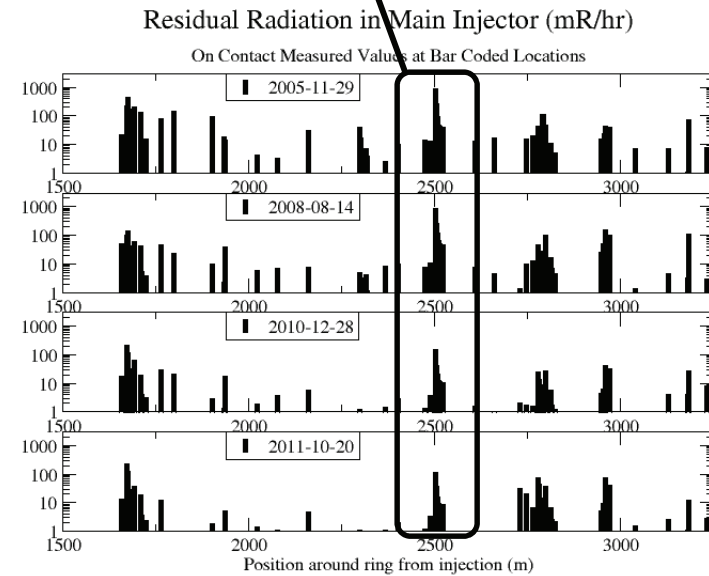 Residual Radiation in Main Injector (mR/hr)
On Contact Measured Values at Bar Coded Locations
1000
100
10
1
2005-11-29
1500 2000 2500 3000
1000
100
10
1
2008-08-14
1500 2000 2500 3000
1000
100
10
1
2010-12-28
1500 2000 2500 3000
1000
100
10
1
2011-10-20
1500 2000 2500 3000
Position around ring from injection (m)